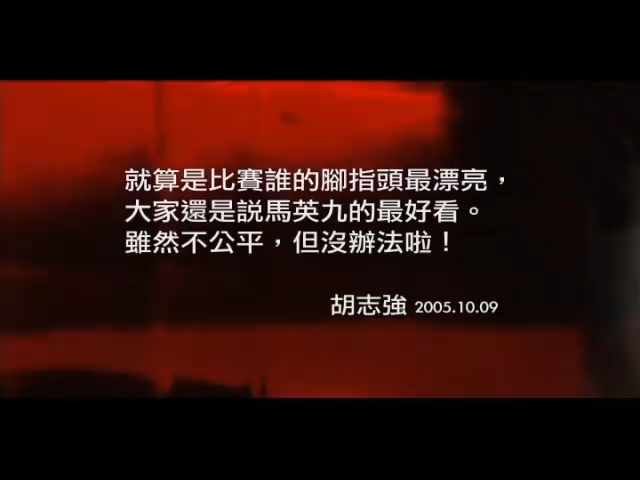 就算是比賽誰的腳指頭最漂亮，
大家還是説馬英九的最好看。
雖然不公平，但沒辦法啦！
胡志強 2005.10.09